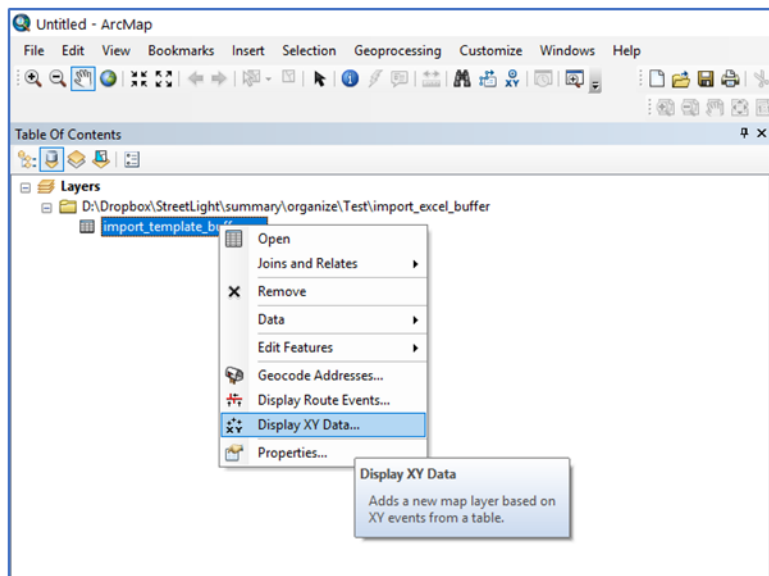 Untitled - ArcMap
File Edit View Bookmarks Insert Selection Geoprocessing Customize Windows Help
Table Of Contents
Layers
D:\Dropbox\StreetLight\summary\organize\Test\import_excel_buffer
import_template_buff
Open
Joins and Relates
Remove
Data
Edit Features
Geocode Addresses...
Display Route Events...
Display XY Data...
Properties...
Display XY Data
Adds a new map layer based on
XY events from a table.